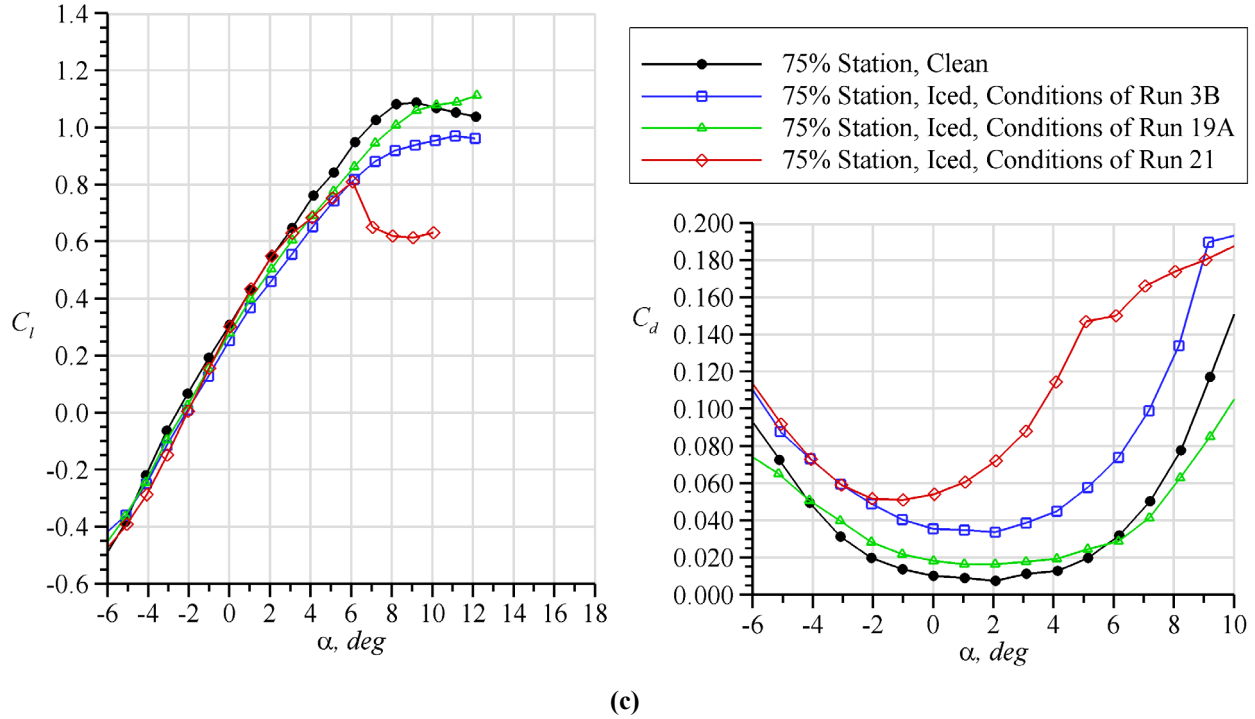 1.4
1.2
1.0
0.8
0.6
0.4
0.2
0.0
-0.2
-0.4
-0.6
C_l
-6 -4 -2 0 2 4 6 8 10 12 14 16 18
α, deg
75% Station, Clean
75% Station, Iced, Conditions of Run 3B
75% Station, Iced, Conditions of Run 19A
75% Station, Iced, Conditions of Run 21
0.200
0.180
0.160
0.140
0.120
0.100
0.080
0.060
0.040
0.020
0.000
C_d
-6 -4 -2 0 2 4 6 8 10
α, deg
(c)